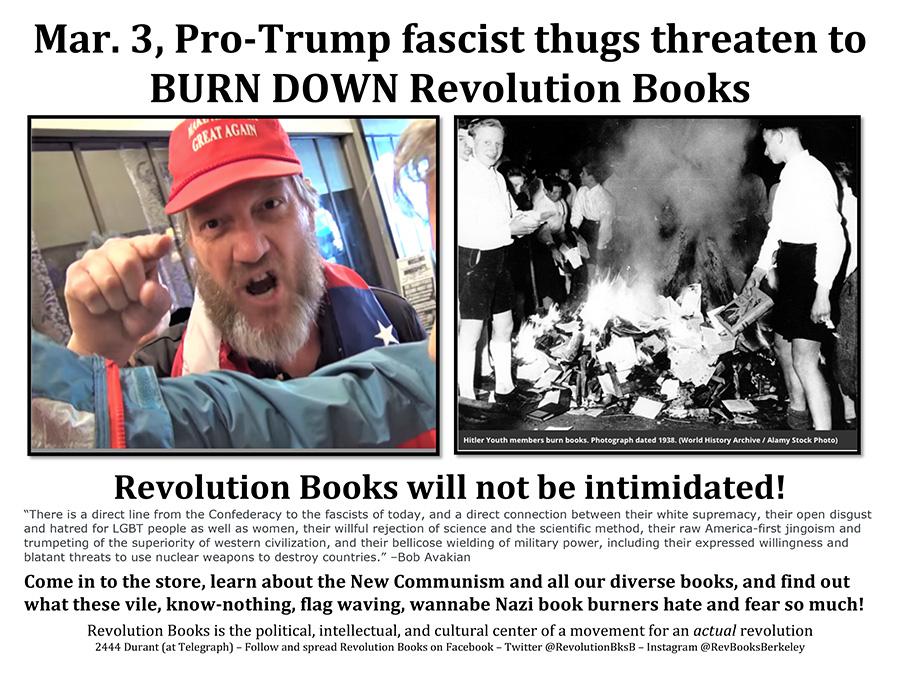 Mar. 3, Pro-Trump fascist thugs threaten to
BURN DOWN Revolution Books
GREAT AGAIN
Hitler Youth members burn books. Photograph dated 1938. (World History Archive / Alamy Stock Photo)
Revolution Books will not be intimidated!
“There is a direct line from the Confederacy to the fascists of today, and a direct connection between their white supremacy, their open disgust
and hatred for LGBT people as well as women, their willful rejection of science and the scientific method, their raw America-first jingoism and
trumpeting of the superiority of western civilization, and their bellicose wielding of military power, including their expressed willingness and
blatant threats to use nuclear weapons to destroy countries.” –Bob Avakian
Come in to the store, learn about the New Communism and all our diverse books, and find out
what these vile, know-nothing, flag waving, wannabe Nazi book burners hate and fear so much!
Revolution Books is the political, intellectual, and cultural center of a movement for an actual revolution
2444 Durant (at Telegraph) – Follow and spread Revolution Books on Facebook – Twitter @RevolutionBksB – Instagram @RevBooksBerkeley